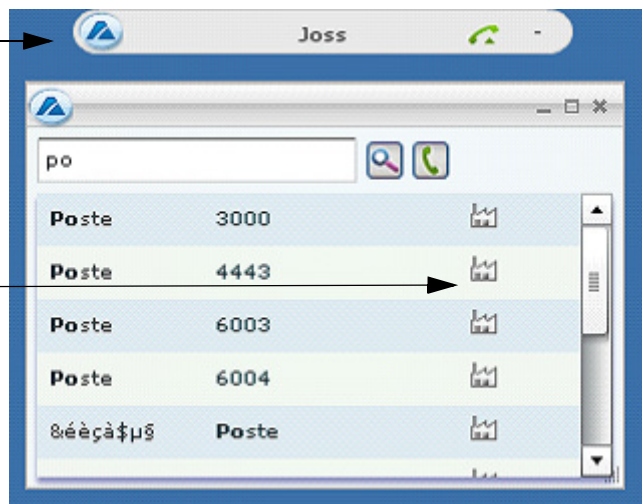 Joss -
po
Poste 3000
Poste 4443
Poste 6003
Poste 6004
&éèçà$µ§ Poste